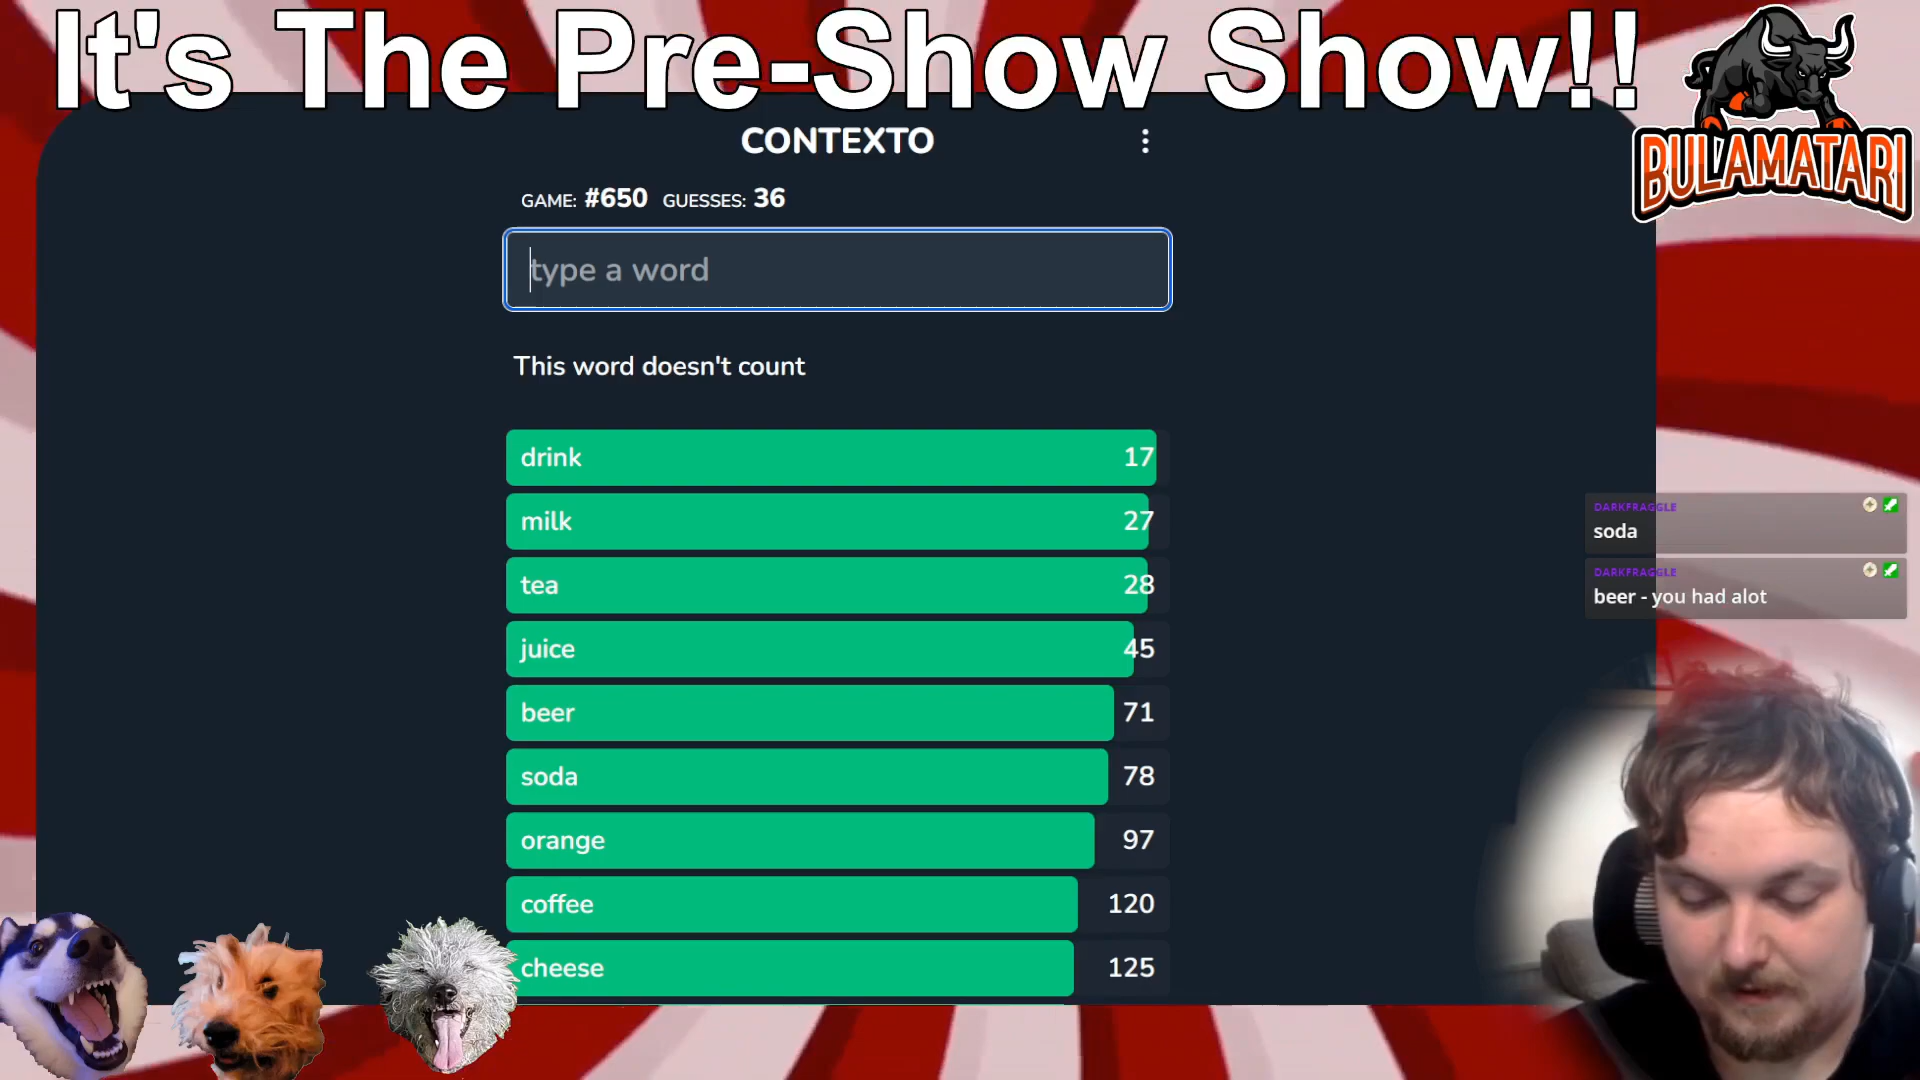 It's The Pre-Show Show!!
BULAMATARI
CONTEXTO
GAME: #650 GUESSES: 36
type a word
This word doesn't count
drink 17
milk 27
tea 28
juice 45
beer 71
soda 78
orange 97
coffee 120
cheese 125
DARKFRAGGLE
soda
DARKFRAGGLE
beer - you had alot